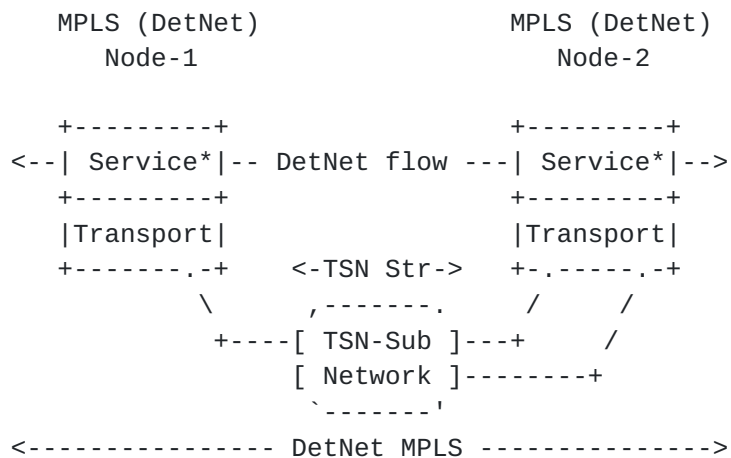 MPLS (DetNet)                 MPLS (DetNet)
   Node-1                        Node-2

   +---------+                   +---------+
<--| Service*|-- DetNet flow ---| Service*|-->
   +---------+                   +---------+
   |Transport|                   |Transport|
   +-------.-+    <-TSN Str->   +-.-----.-+
            \      ,-------.     /      /
             +----[ TSN-Sub ]---+      /
                  [ Network ]--------+
                   `-------'
<---------------- DetNet MPLS --------------->